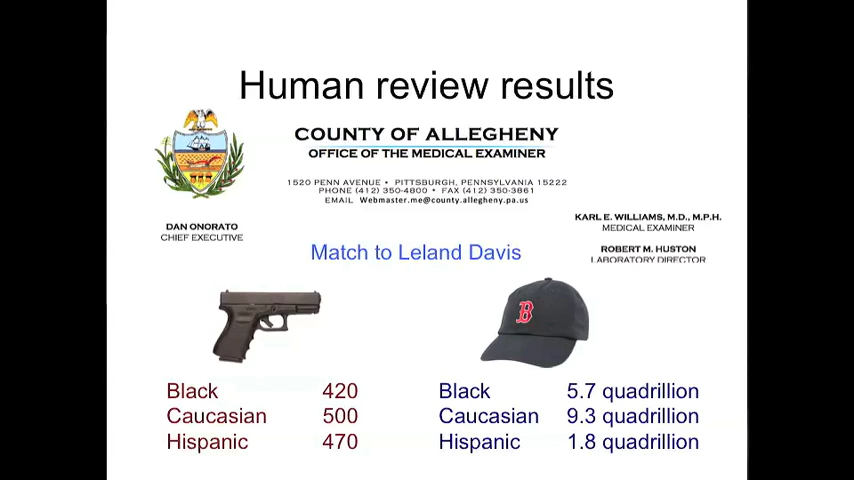 Human review results
COUNTY OF ALLEGHENY
OFFICE OF THE MEDICAL EXAMINER
1520 PENN AVENUE • PITTSBURGH, PENNSYLVANIA 15222
PHONE (412) 350-4800 • FAX (412) 350-3861
EMAIL Webmaster.me@county.allegheny.pa.us
DAN ONORATO
CHIEF EXECUTIVE
KARL E. WILLIAMS, M.D., M.P.H.
MEDICAL EXAMINER
ROBERT M. HUSTON
LABORATORY DIRECTOR
Match to Leland Davis
B
Black 420
Caucasian 500
Hispanic 470
Black 5.7 quadrillion
Caucasian 9.3 quadrillion
Hispanic 1.8 quadrillion